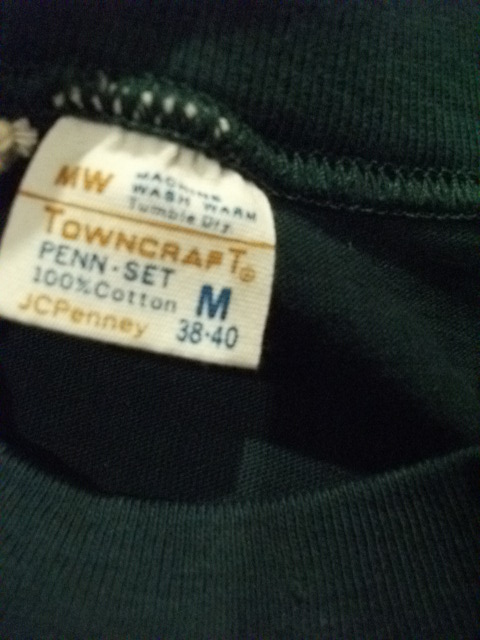 MW
MACHINE
WASH WARM
Tumble Dry
TOWNCRAFT®
PENN-SET
100% Cotton
M
JCPenney
38-40